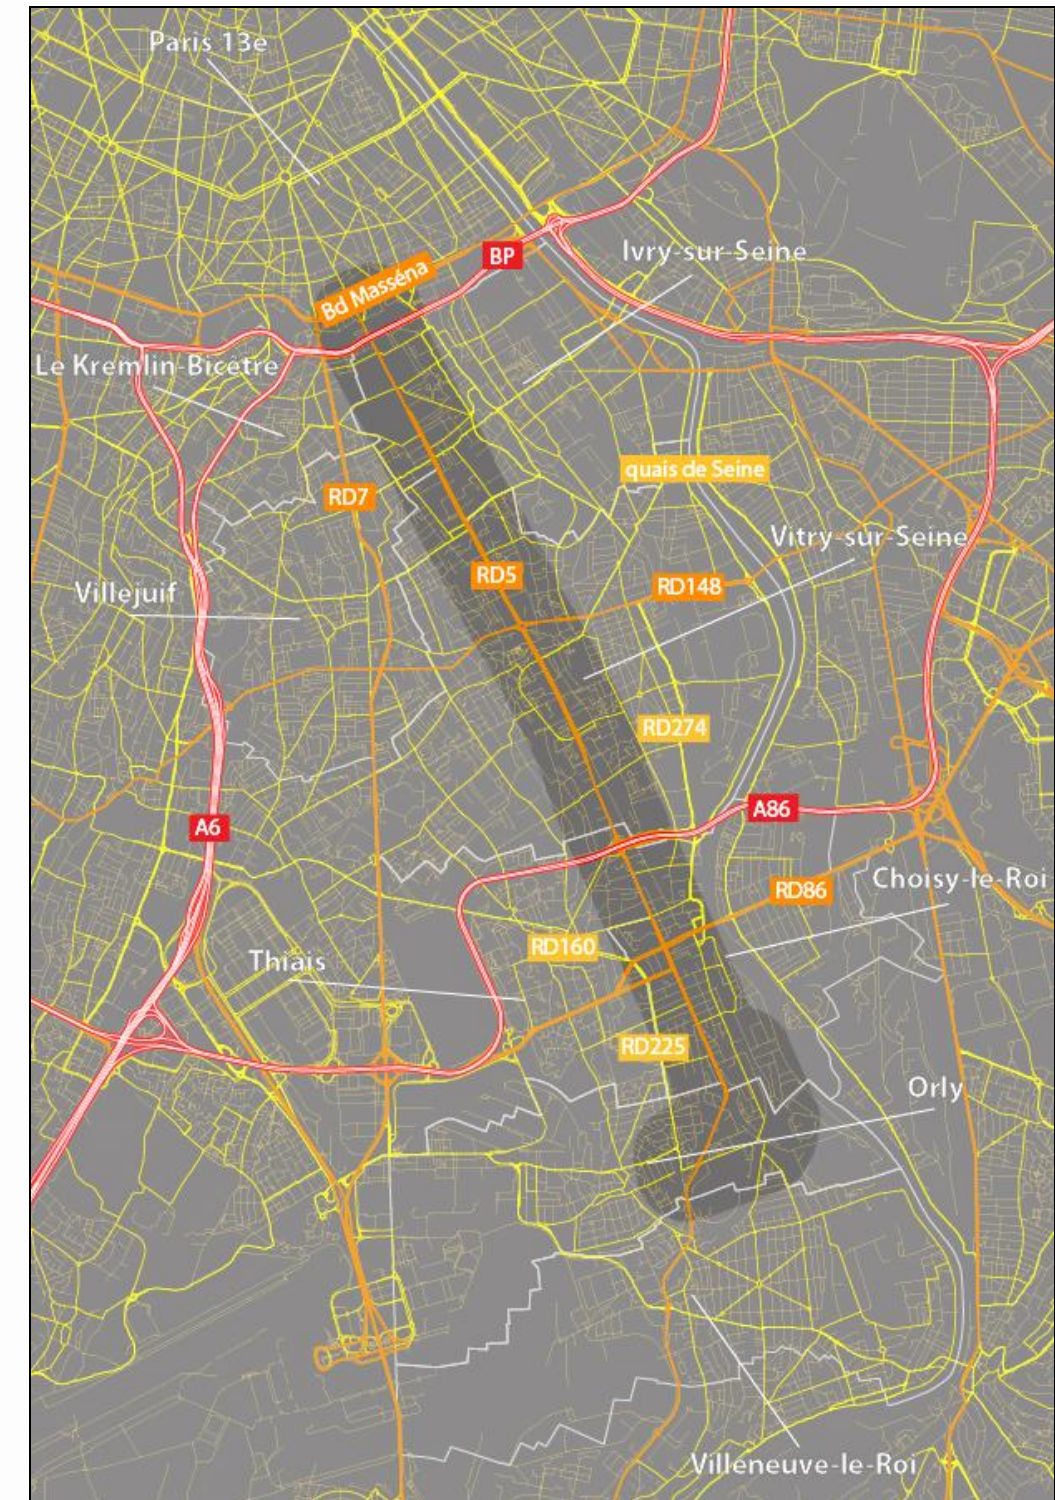 Paris 13e
Ivry-sur-Seine
BP
Bd Masséna
Le Kremlin-Bicêtre
quais de Seine
RD7
Vitry-sur-Seine
RD5
RD148
Villejuif
RD274
A86
A6
Choisy-le-Roi
RD86
RD160
Thiais
RD225
Orly
Villeneuve-le-Roi